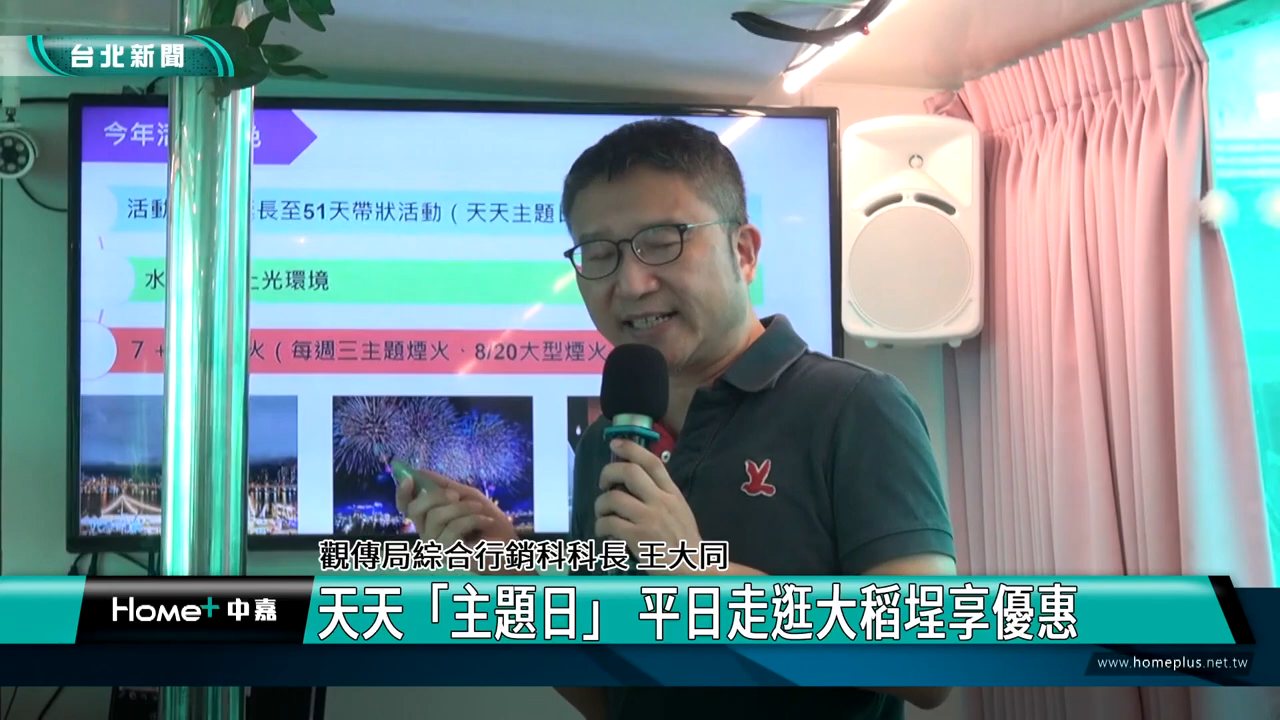 台北新聞
今年活 色
活動 長至51天帶狀活動（天天主題日
水 上光環境
7 + 火（每週三主題煙火、8/20大型煙火
觀傳局綜合行銷科科長 王大同
Home+中嘉
天天「主題日」 平日走逛大稻埕享優惠
www.homeplus.net.tw